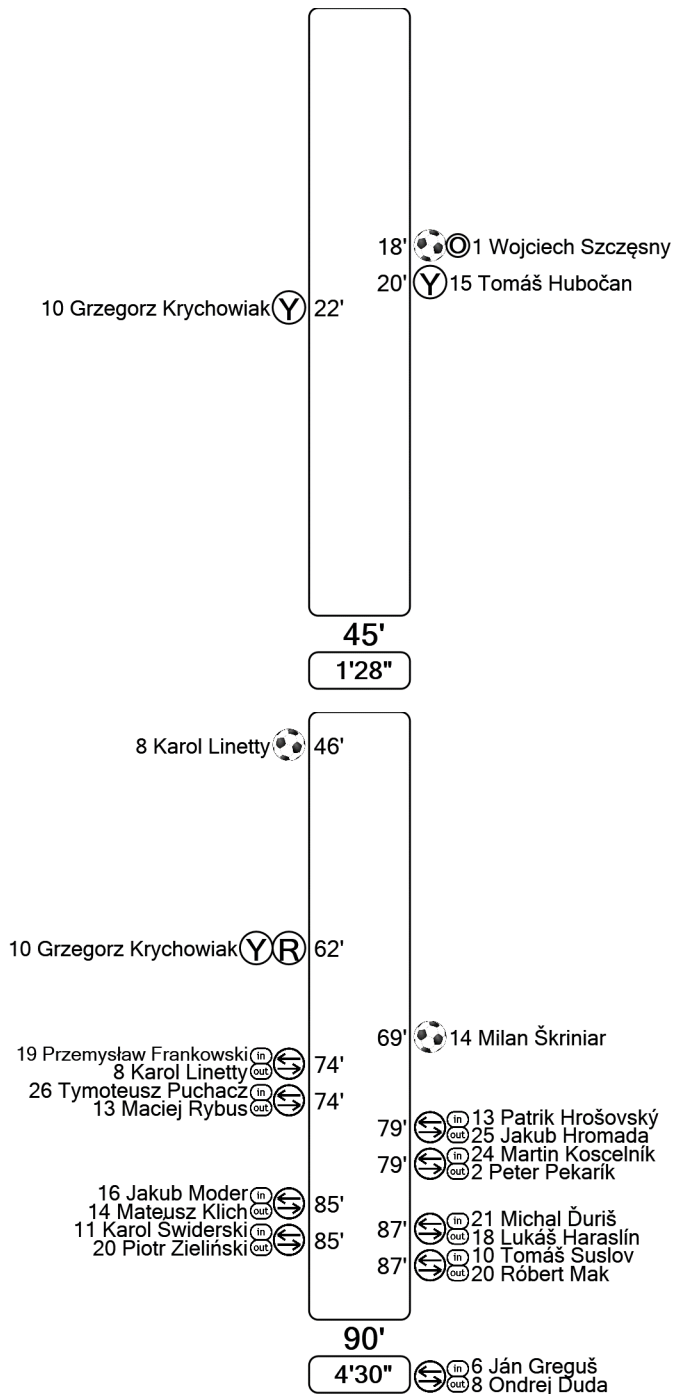 18' O 1 Wojciech Szczęsny
20' Y 15 Tomáš Hubočan
10 Grzegorz Krychowiak Y 22'
45'
1'28"
8 Karol Linetty 46'
10 Grzegorz Krychowiak Y R 62'
69' 14 Milan Škriniar
19 Przemysław Frankowski in
8 Karol Linetty out 74'
26 Tymoteusz Puchacz in
13 Maciej Rybus out 74'
79' in 13 Patrik Hrošovský
out 25 Jakub Hromada
79' in 24 Martin Koscelník
out 2 Peter Pekarík
16 Jakub Moder in
14 Mateusz Klich out 85'
11 Karol Świderski in
20 Piotr Zieliński out 85'
87' in 21 Michal Ďuriš
out 18 Lukáš Haraslín
87' in 10 Tomáš Suslov
out 20 Róbert Mak
90'
4'30" in 6 Ján Greguš
out 8 Ondrej Duda